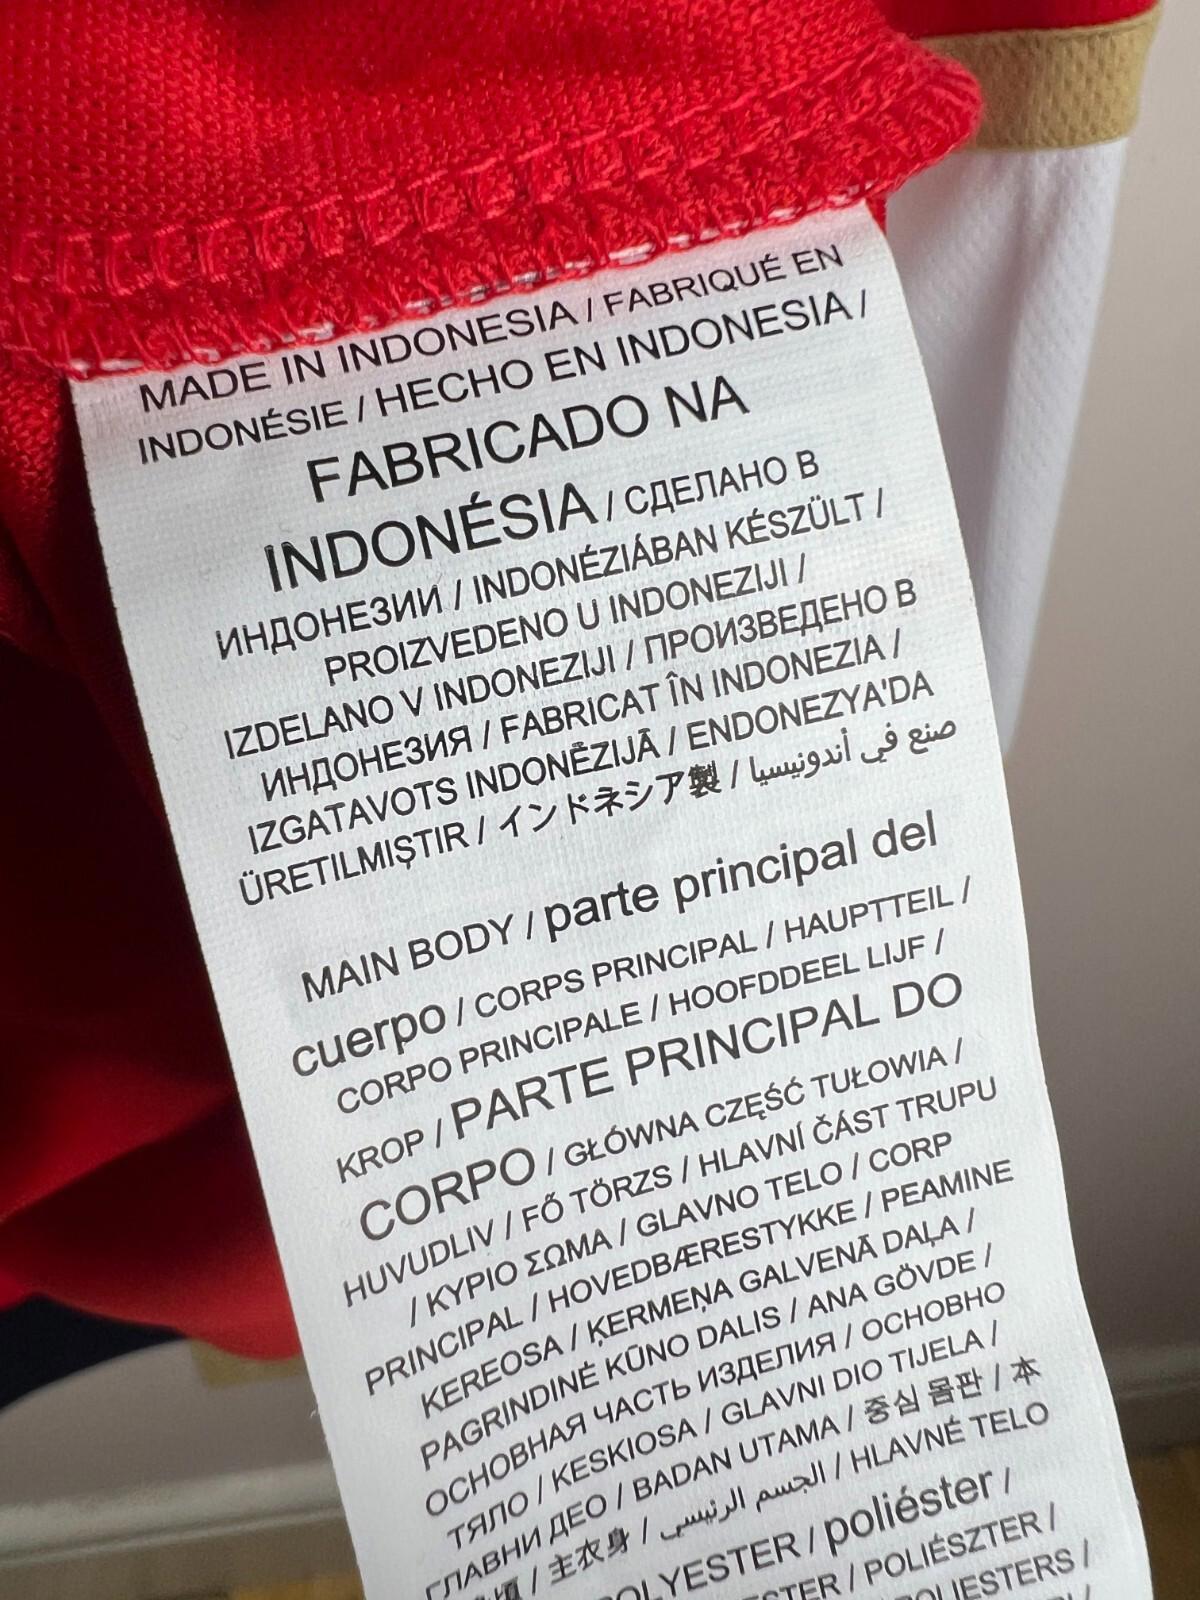 MADE IN INDONESIA / FABRIQUÉ EN
INDONÉSIE / HECHO EN INDONESIA /
FABRICADO NA
INDONÉSIA / СДЕЛАНО В
ИНДОНЕЗИИ / INDONÉZIÁBAN KÉSZÜLT /
PROIZVEDENO U INDONEZIJI /
IZDELANO V INDONEZIJI / ПРОИЗВЕДЕНО В
ИНДОНЕЗИЯ / FABRICAT ÎN INDONEZIA /
IZGATAVOTS INDONĒZIJĀ / ENDONEZYA'DA
ÜRETILMIŞTIR / インドネシア製 / صنع في أندونيسيا
MAIN BODY / parte principal del
cuerpo / CORPS PRINCIPAL / HAUPTTEIL /
CORPO PRINCIPALE / HOOFDDEEL LIJF /
KROP / PARTE PRINCIPAL DO
CORPO / GŁÓWNA CZĘŚĆ TUŁOWIA /
HUVUDLIV / FŐ TÖRZS / HLAVNÍ ČÁST TRUPU
/ ΚΥΡΙΟ ΣΩΜΑ / GLAVNO TELO / CORP
PRINCIPAL / HOVEDBÆRESTYKKE / PEAMINE
KEREOSA / ĶERMEŅA GALVENĀ DAĻA /
PAGRINDINĖ KŪNO DALIS / ANA GÖVDE /
ОСНОВНАЯ ЧАСТЬ ИЗДЕЛИЯ / ОСНОВНО
ТЯЛО / KESKIOSA / GLAVNI DIO TIJELA /
ГЛАВНИ ДЕО / BADAN UTAMA / 중심 몸판 / 本
/ 主衣身 / الجسم الرئيسي / HLAVNÉ TELO
POLYESTER / poliéster /
/ POLIÉSZTER /